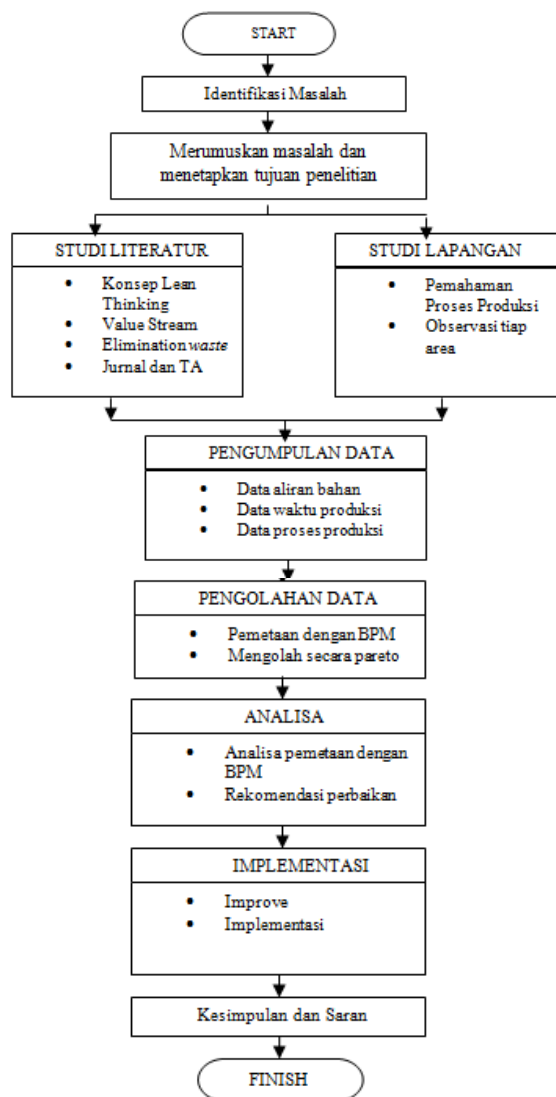 START
Identifikasi Masalah
Merumuskan masalah dan
menetapkan tujuan penelitian
STUDI LITERATUR
• Konsep Lean
Thinking
• Value Stream
• Elimination waste
• Jurnal dan TA
STUDI LAPANGAN
• Pemahaman
Proses Produksi
• Observasi tiap
area
PENGUMPULAN DATA
• Data aliran bahan
• Data waktu produksi
• Data proses produksi
PENGOLAHAN DATA
• Pemetaan dengan BPM
• Mengolah secara pareto
ANALISA
• Analisa pemetaan dengan
BPM
• Rekomendasi perbaikan
IMPLEMENTASI
• Improve
• Implementasi
Kesimpulan dan Saran
FINISH